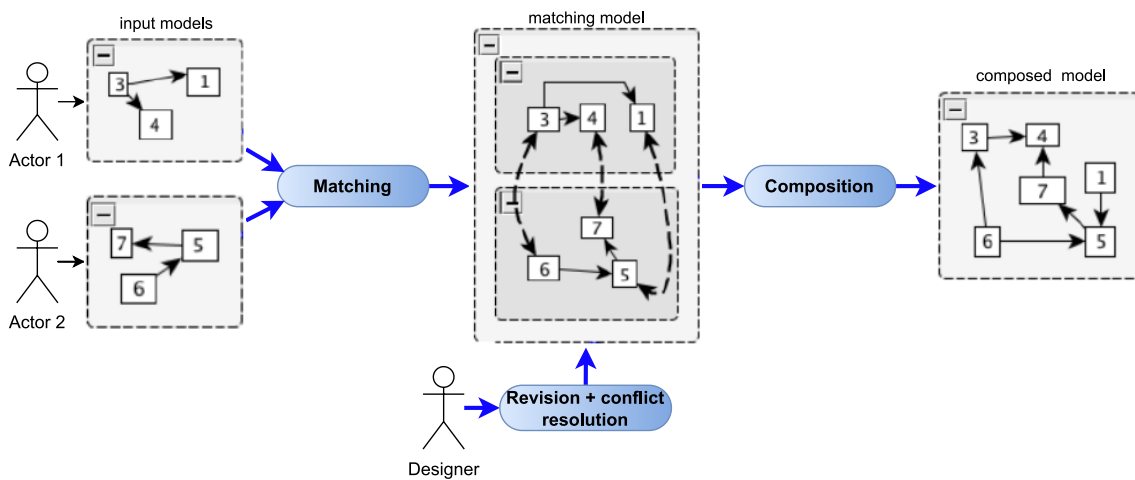 input models
3
1
4
Actor 1
7
5
6
Actor 2
Matching
matching model
3
4
1
7
6
5
Revision + conflict
resolution
Designer
Composition
composed model
3
4
7
1
6
5